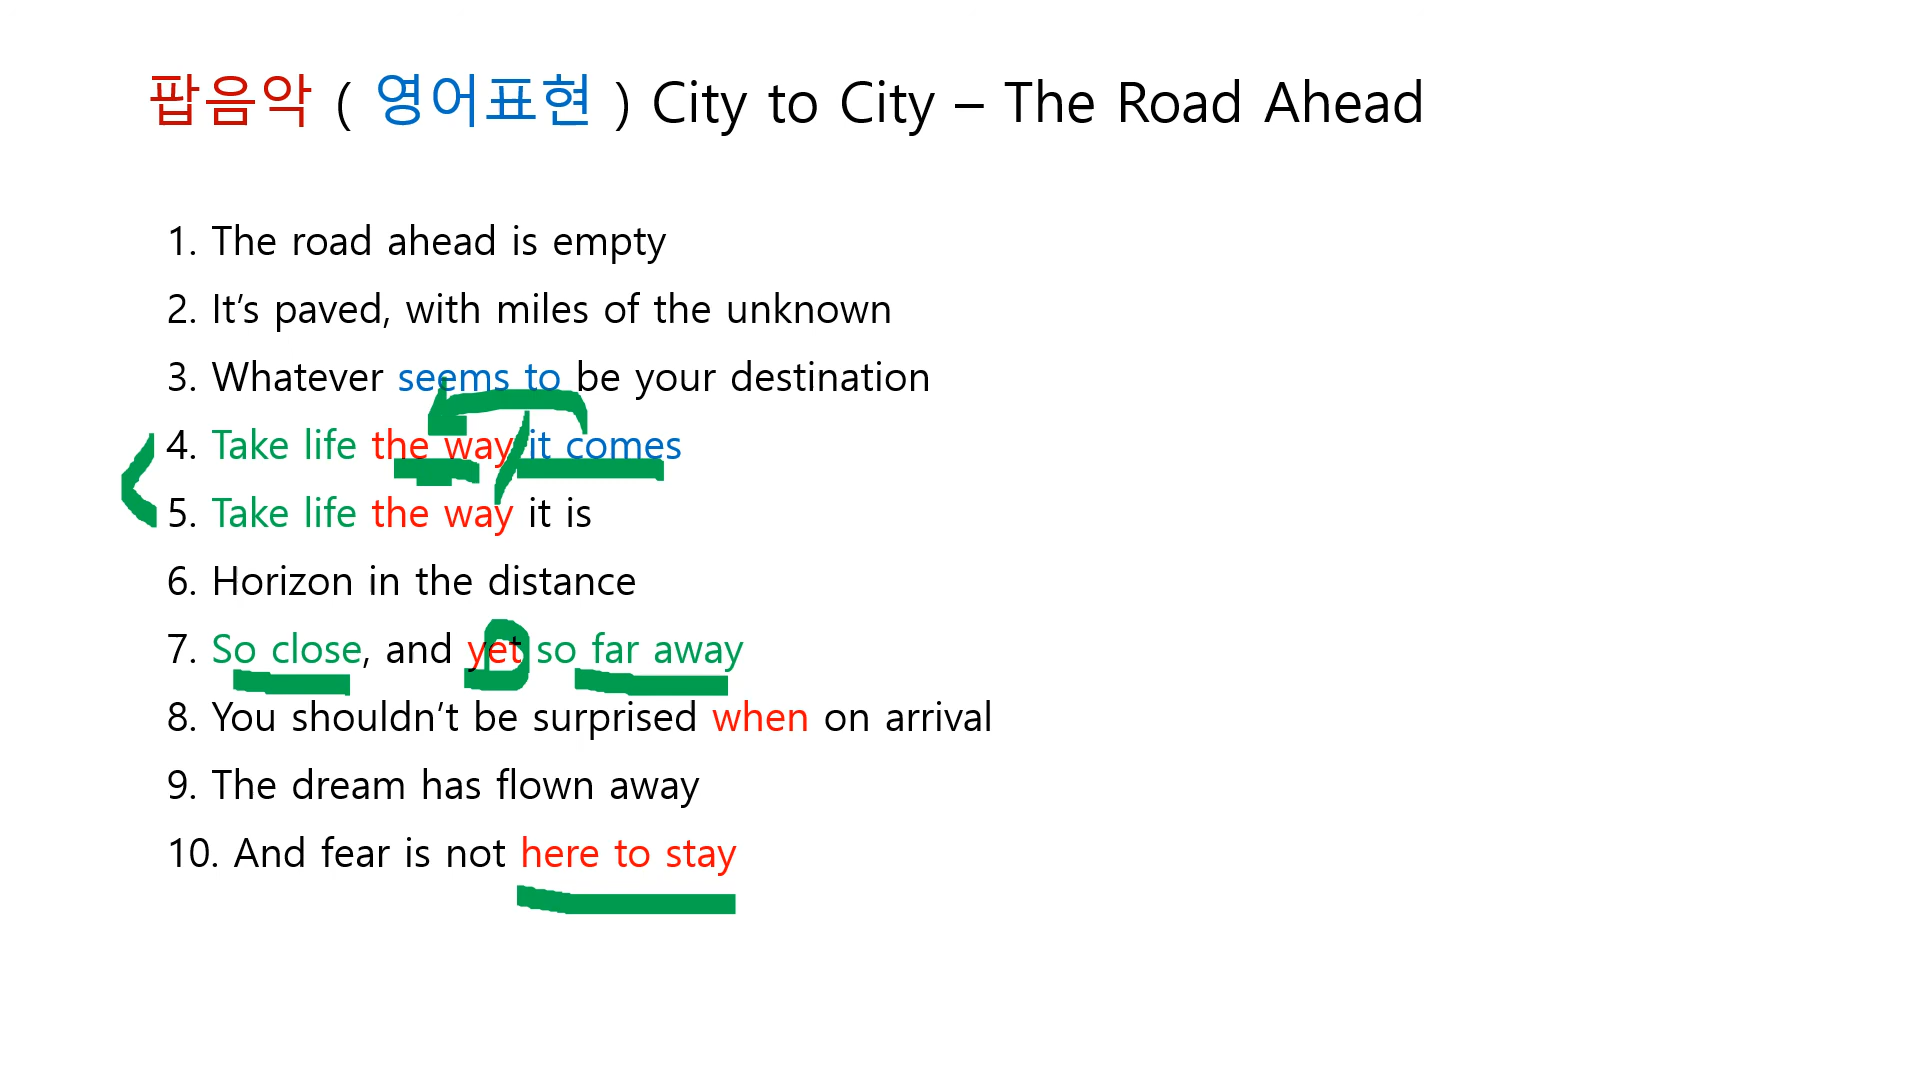 팝음악 ( 영어표현 ) City to City – The Road Ahead
1. The road ahead is empty
2. It’s paved, with miles of the unknown
3. Whatever seems to be your destination
4. Take life the way it comes
5. Take life the way it is
6. Horizon in the distance
7. So close, and yet so far away
8. You shouldn’t be surprised when on arrival
9. The dream has flown away
10. And fear is not here to stay